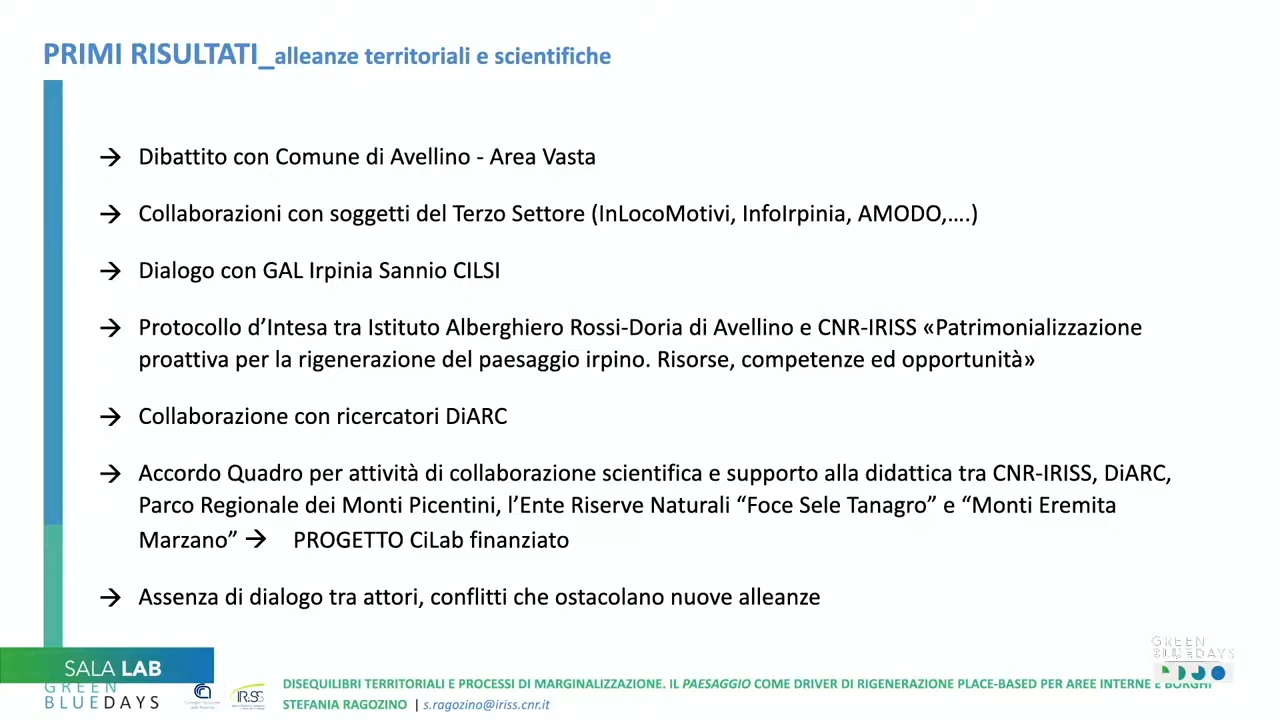 PRIMI RISULTATI_alleanze territoriali e scientifiche
→ Dibattito con Comune di Avellino - Area Vasta
→ Collaborazioni con soggetti del Terzo Settore (InLocoMotivi, InfoIrpinia, AMODO,....)
→ Dialogo con GAL Irpinia Sannio CILSI
→ Protocollo d’Intesa tra Istituto Alberghiero Rossi-Doria di Avellino e CNR-IRISS «Patrimonializzazione
proattiva per la rigenerazione del paesaggio irpino. Risorse, competenze ed opportunità»
→ Collaborazione con ricercatori DiARC
→ Accordo Quadro per attività di collaborazione scientifica e supporto alla didattica tra CNR-IRISS, DiARC,
Parco Regionale dei Monti Picentini, l’Ente Riserve Naturali “Foce Sele Tanagro” e “Monti Eremita
Marzano” → PROGETTO CiLab finanziato
→ Assenza di dialogo tra attori, conflitti che ostacolano nuove alleanze
GREEN
BLUEDAYS
SALA LAB
GREEN
BLUEDAYS
IRISS
DISEQUILIBRI TERRITORIALI E PROCESSI DI MARGINALIZZAZIONE. IL PAESAGGIO COME DRIVER DI RIGENERAZIONE PLACE-BASED PER AREE INTERNE E BORGHI
STEFANIA RAGOZINO | s.ragozino@iriss.cnr.it